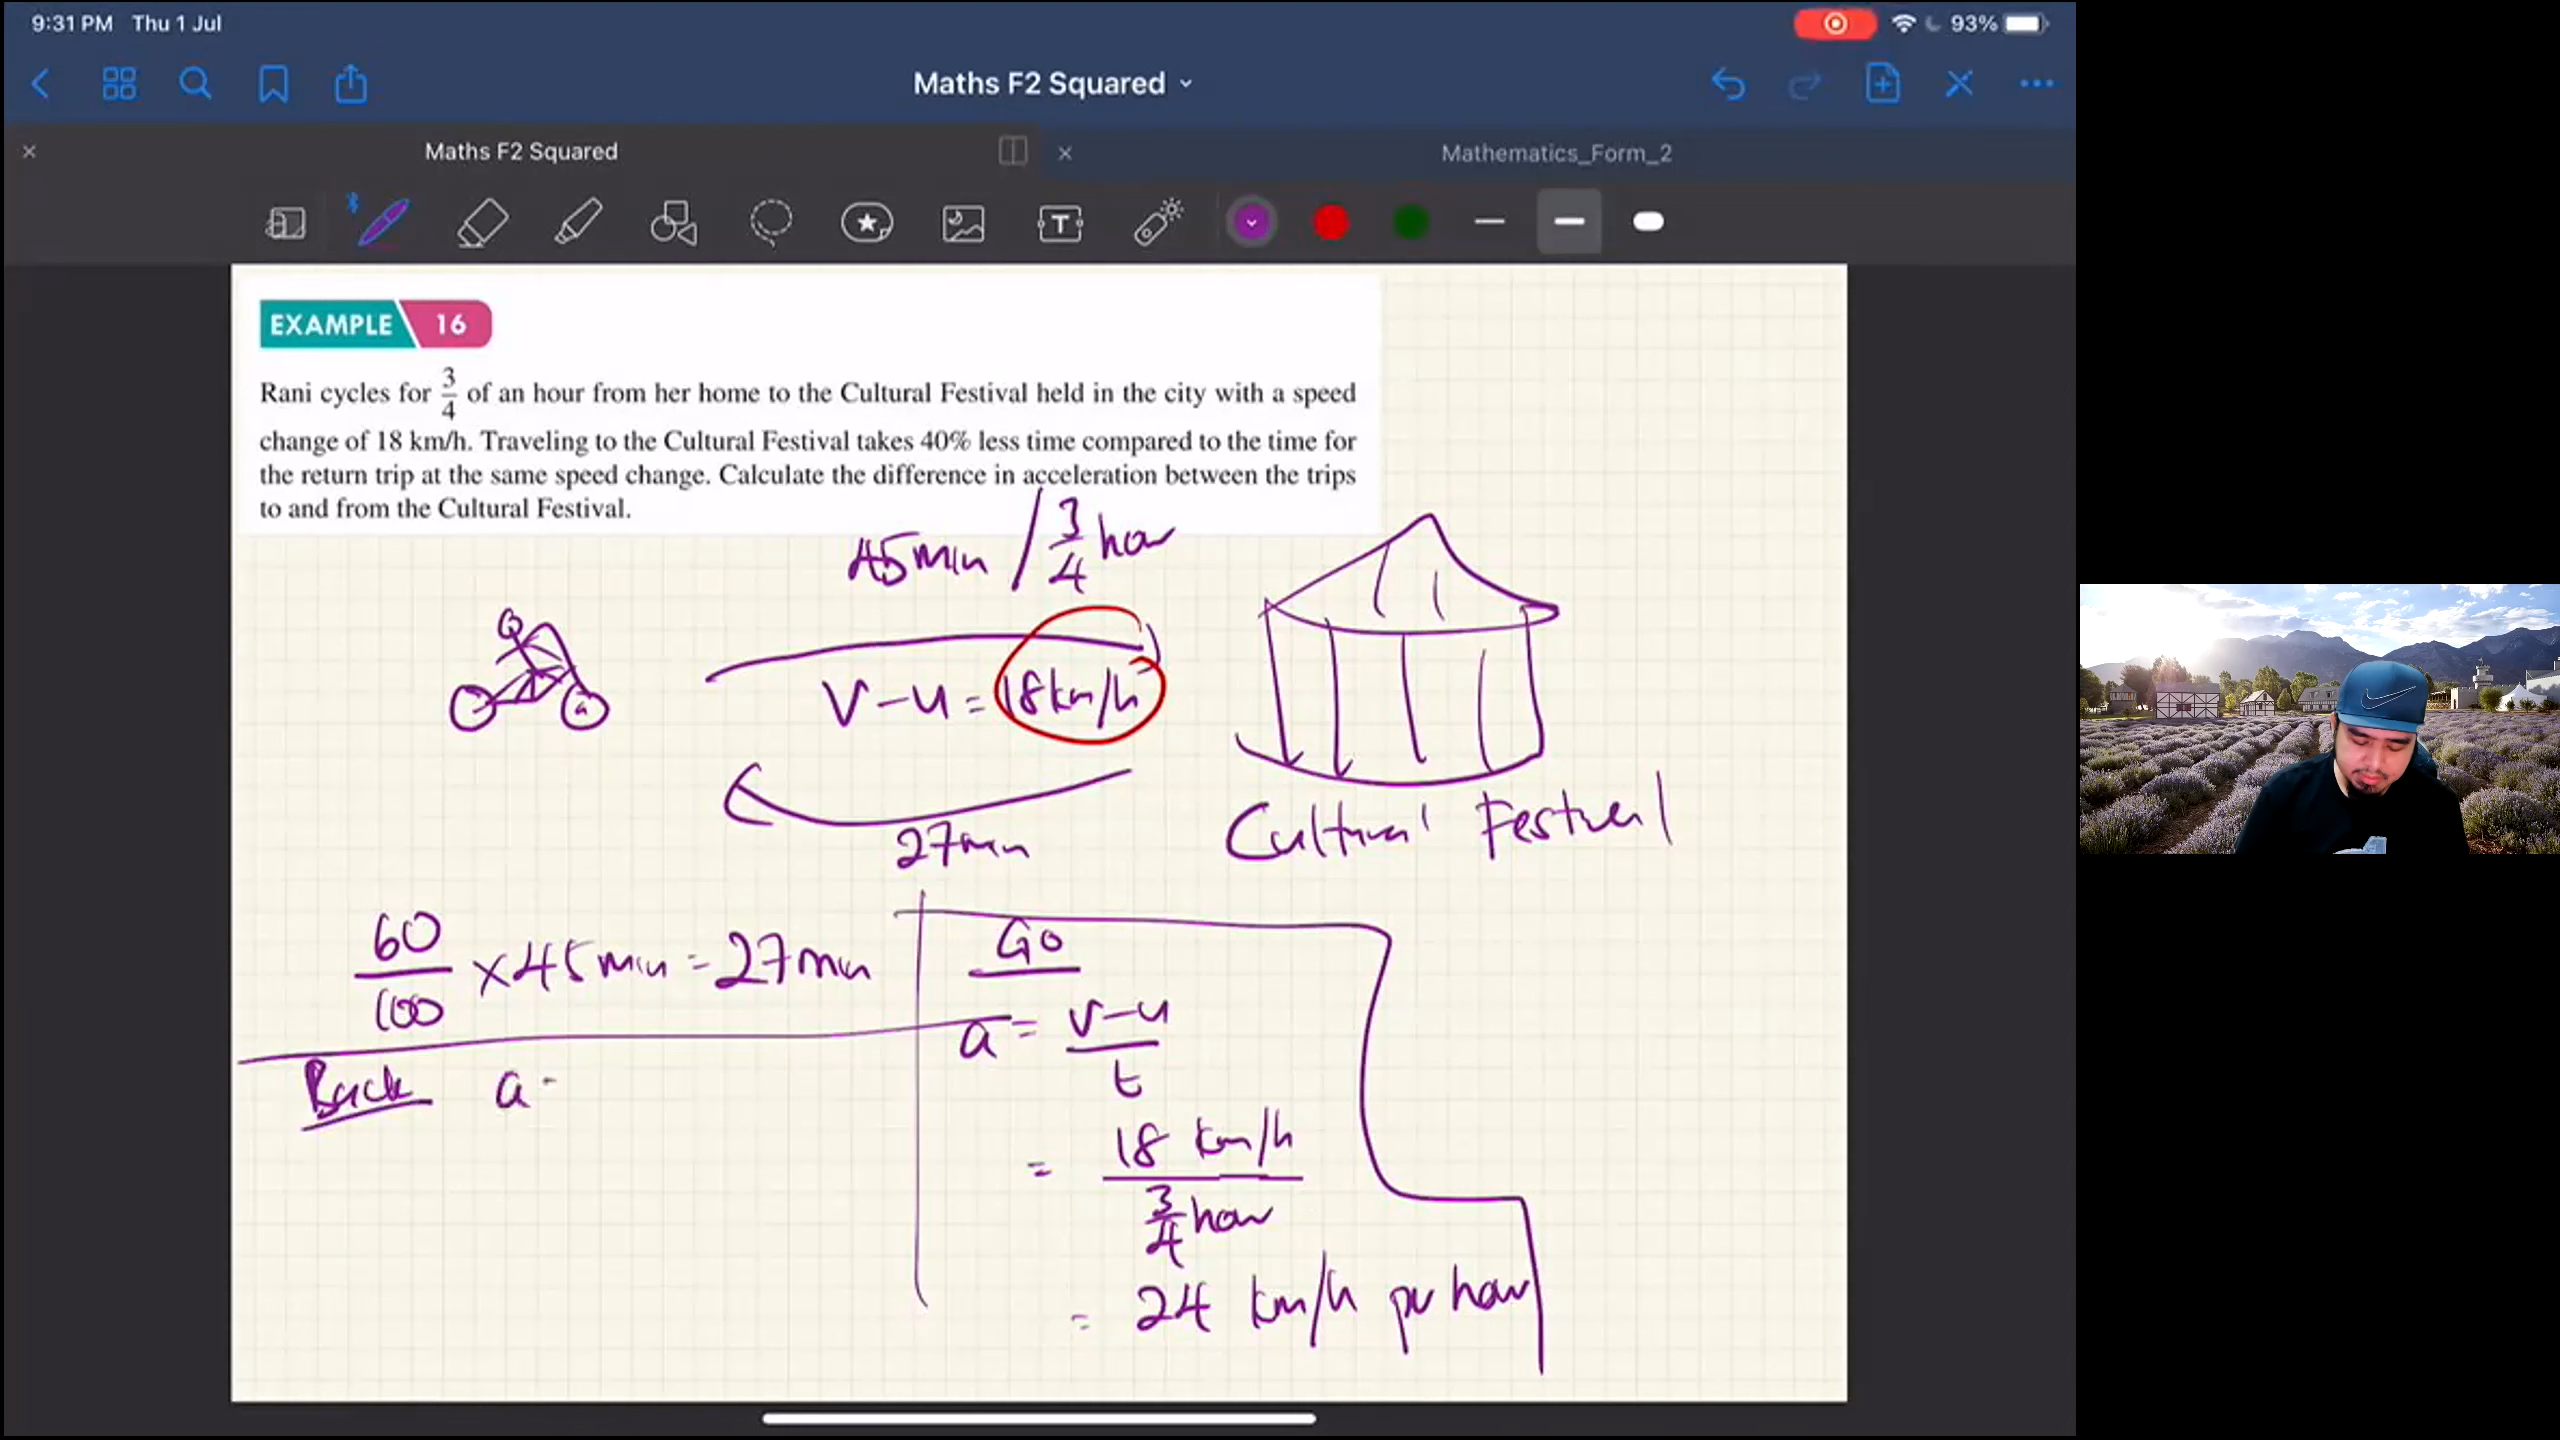 9:31 PM Thu 1 Jul
93%
Maths F2 Squared
Maths F2 Squared
Mathematics_Form_2
T
EXAMPLE 16
Rani cycles for 3/4 of an hour from her home to the Cultural Festival held in the city with a speed
change of 18 km/h. Traveling to the Cultural Festival takes 40% less time compared to the time for
the return trip at the same speed change. Calculate the difference in acceleration between the trips
to and from the Cultural Festival.
45min / 3/4 hour
V-u = 18km/h
27min
Cultural Festival
60/100 × 45min = 27min
Go
a = v-u/t
= 18 km/h / 3/4 hour
= 24 km/h per hour
Back a =